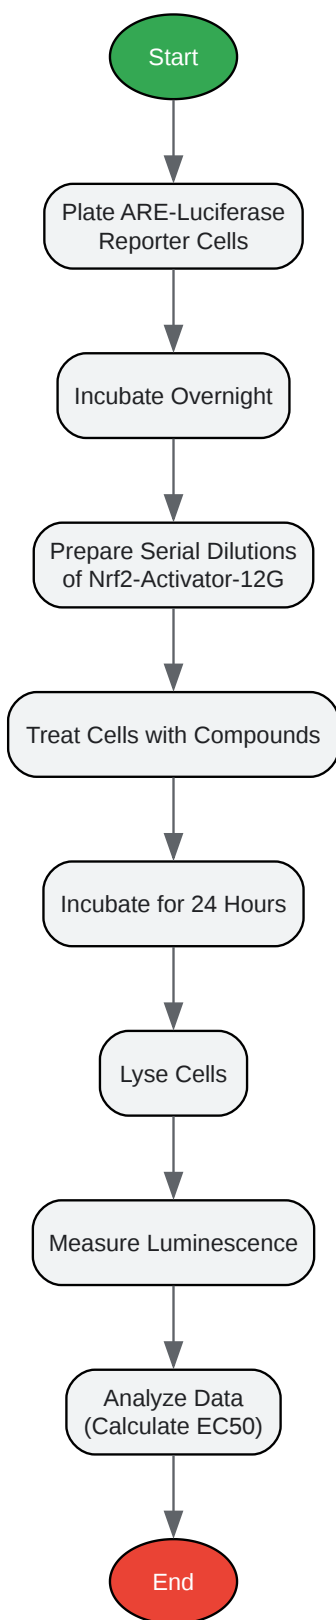 Start
Plate ARE-Luciferase
Reporter Cells
Incubate Overnight
Prepare Serial Dilutions
of Nrf2-Activator-12G
Treat Cells with Compounds
Incubate for 24 Hours
Lyse Cells
Measure Luminescence
Analyze Data
(Calculate EC50)
End